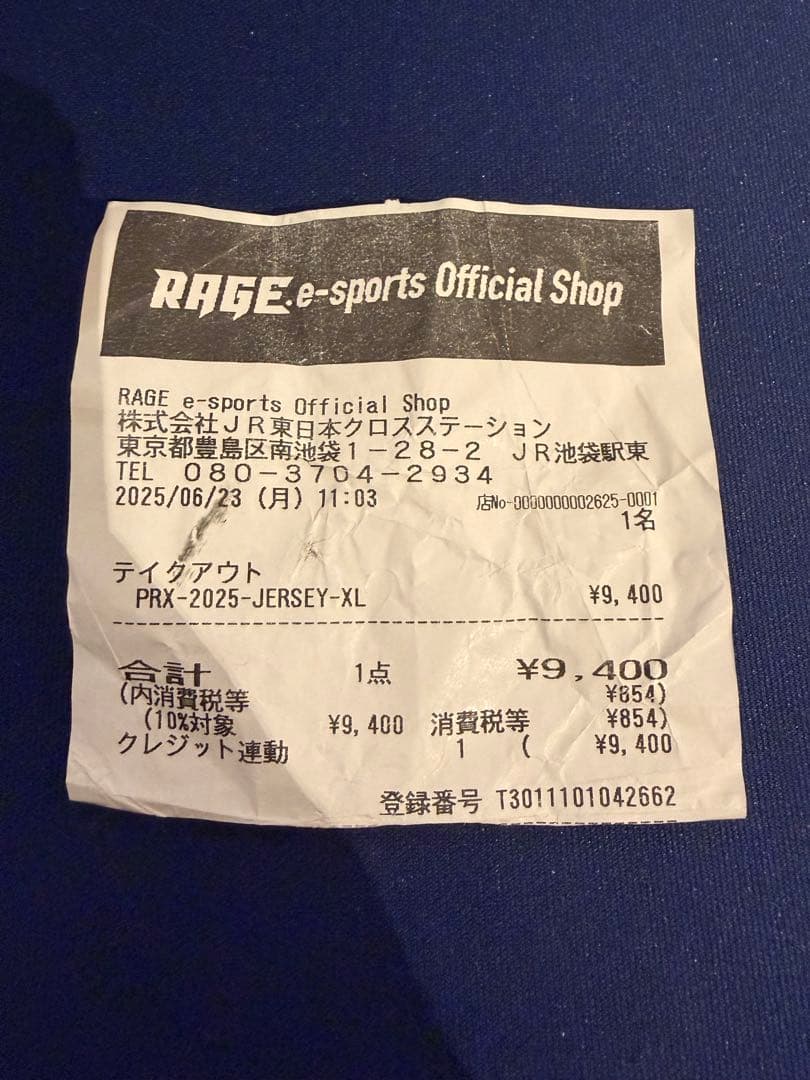 RAGE.e-sports Official Shop
RAGE e-sports Official Shop
株式会社JR東日本クロスステーション
東京都豊島区南池袋1-28-2 JR池袋駅東
TEL 080-3704-2934
2025/06/23 (月) 11:03 店No-0000000002625-0001
1名
テイクアウト
PRX-2025-JERSEY-XL ¥9,400
合計 1点 ¥9,400
(内消費税等 ¥854)
(10%対象 ¥9,400 消費税等 ¥854)
クレジット連動 1 ( ¥9,400
登録番号 T3011101042662